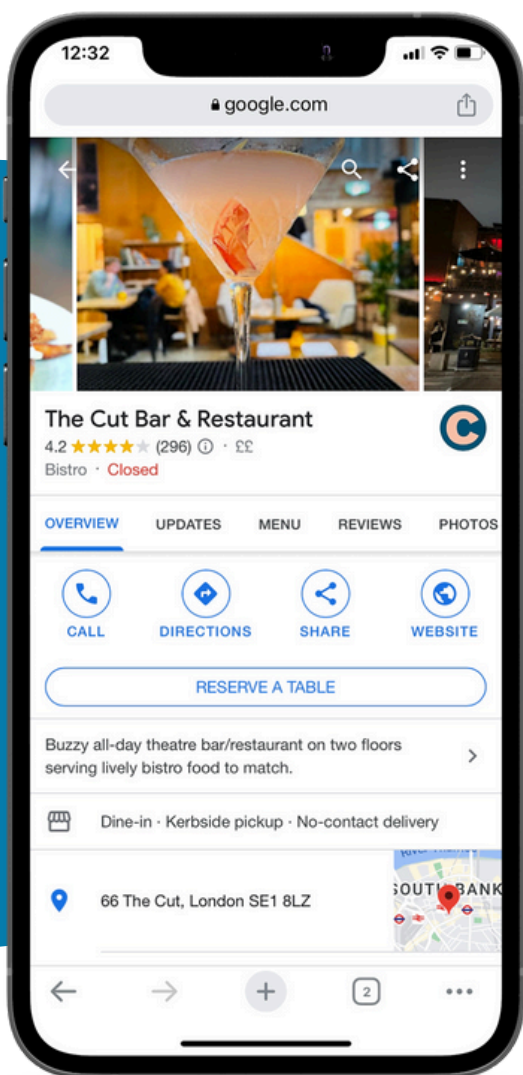 12:32
google.com
The Cut Bar & Restaurant
4.2 (296) · ££
C
Bistro · Closed
OVERVIEW UPDATES MENU REVIEWS PHOTOS
CALL DIRECTIONS SHARE WEBSITE
RESERVE A TABLE
Buzzy all-day theatre bar/restaurant on two floors
serving lively bistro food to match.
Dine-in · Kerbside pickup · No-contact delivery
SOUTH BANK
66 The Cut, London SE1 8LZ
2